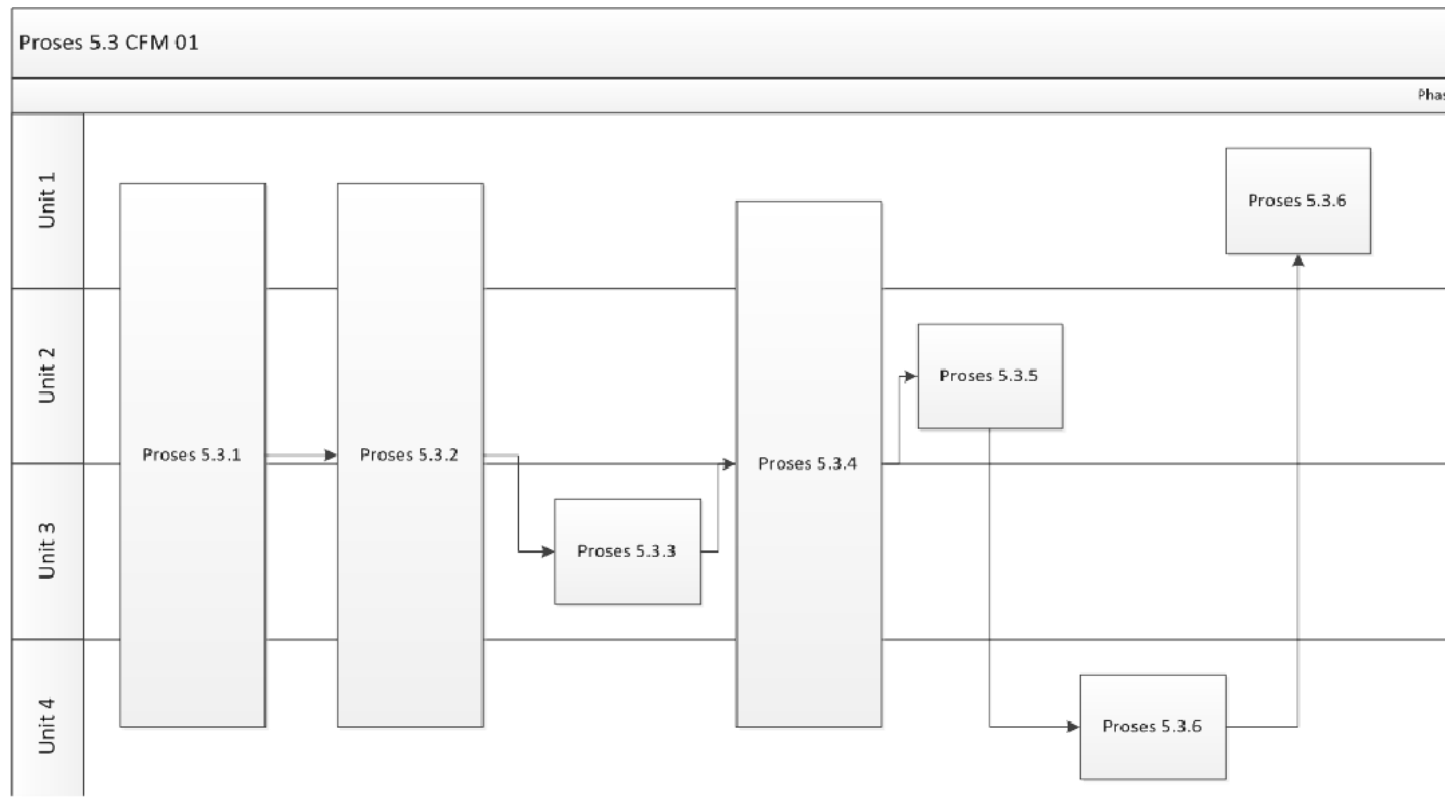 Proses 5.3 CFM 01
Phas
Unit 1
Proses 5.3.6
Unit 2
Proses 5.3.5
Proses 5.3.1
Proses 5.3.2
Proses 5.3.4
Unit 3
Proses 5.3.3
Unit 4
Proses 5.3.6